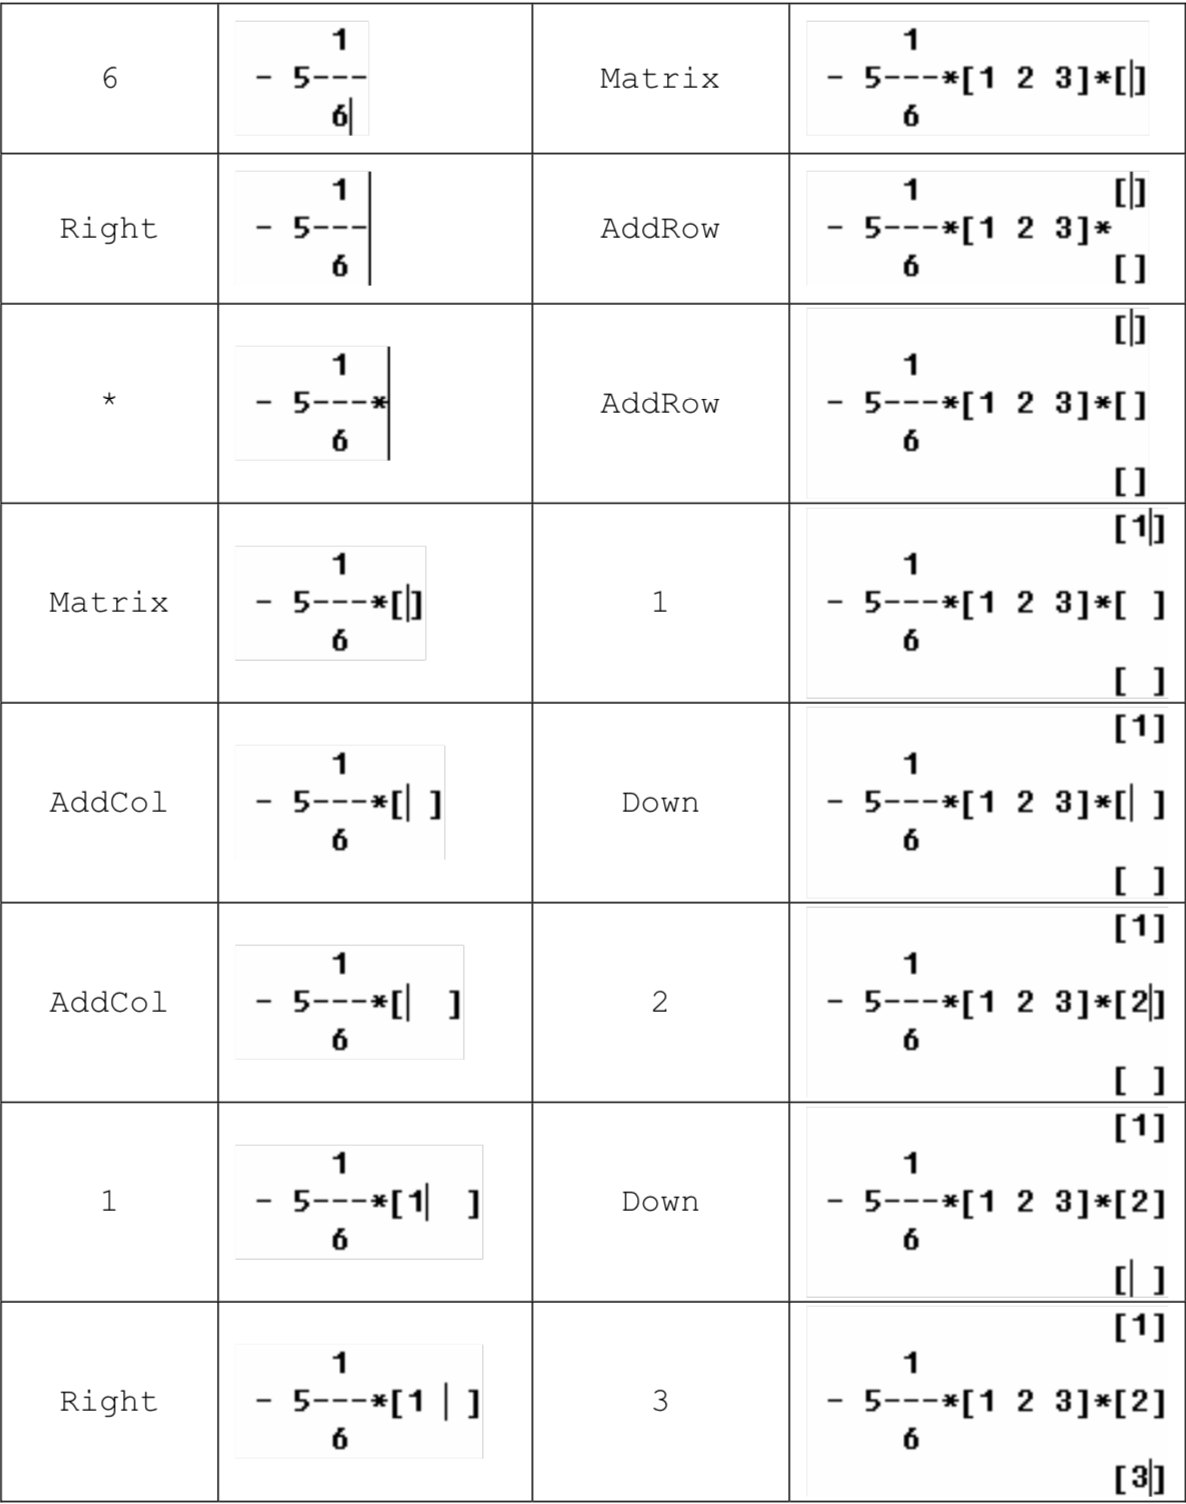 6
1
- 5---
6|
Matrix
1
- 5---*[1 2 3]*[|]
6
Right
1
- 5---|
6
AddRow
1 [|]
- 5---*[1 2 3]*
6 []
*
1
- 5---*|
6
AddRow
[|]
1
- 5---*[1 2 3]*[]
6
[]
Matrix
1
- 5---*[|]
6
1
[1|]
1
- 5---*[1 2 3]*[ ]
6
[ ]
AddCol
1
- 5---*[| ]
6
Down
[1]
1
- 5---*[1 2 3]*[| ]
6
[ ]
AddCol
1
- 5---*[|  ]
6
2
[1]
1
- 5---*[1 2 3]*[2|]
6
[ ]
1
1
- 5---*[1|  ]
6
Down
[1]
1
- 5---*[1 2 3]*[2]
6
[| ]
Right
1
- 5---*[1 | ]
6
3
[1]
1
- 5---*[1 2 3]*[2]
6
[3|]